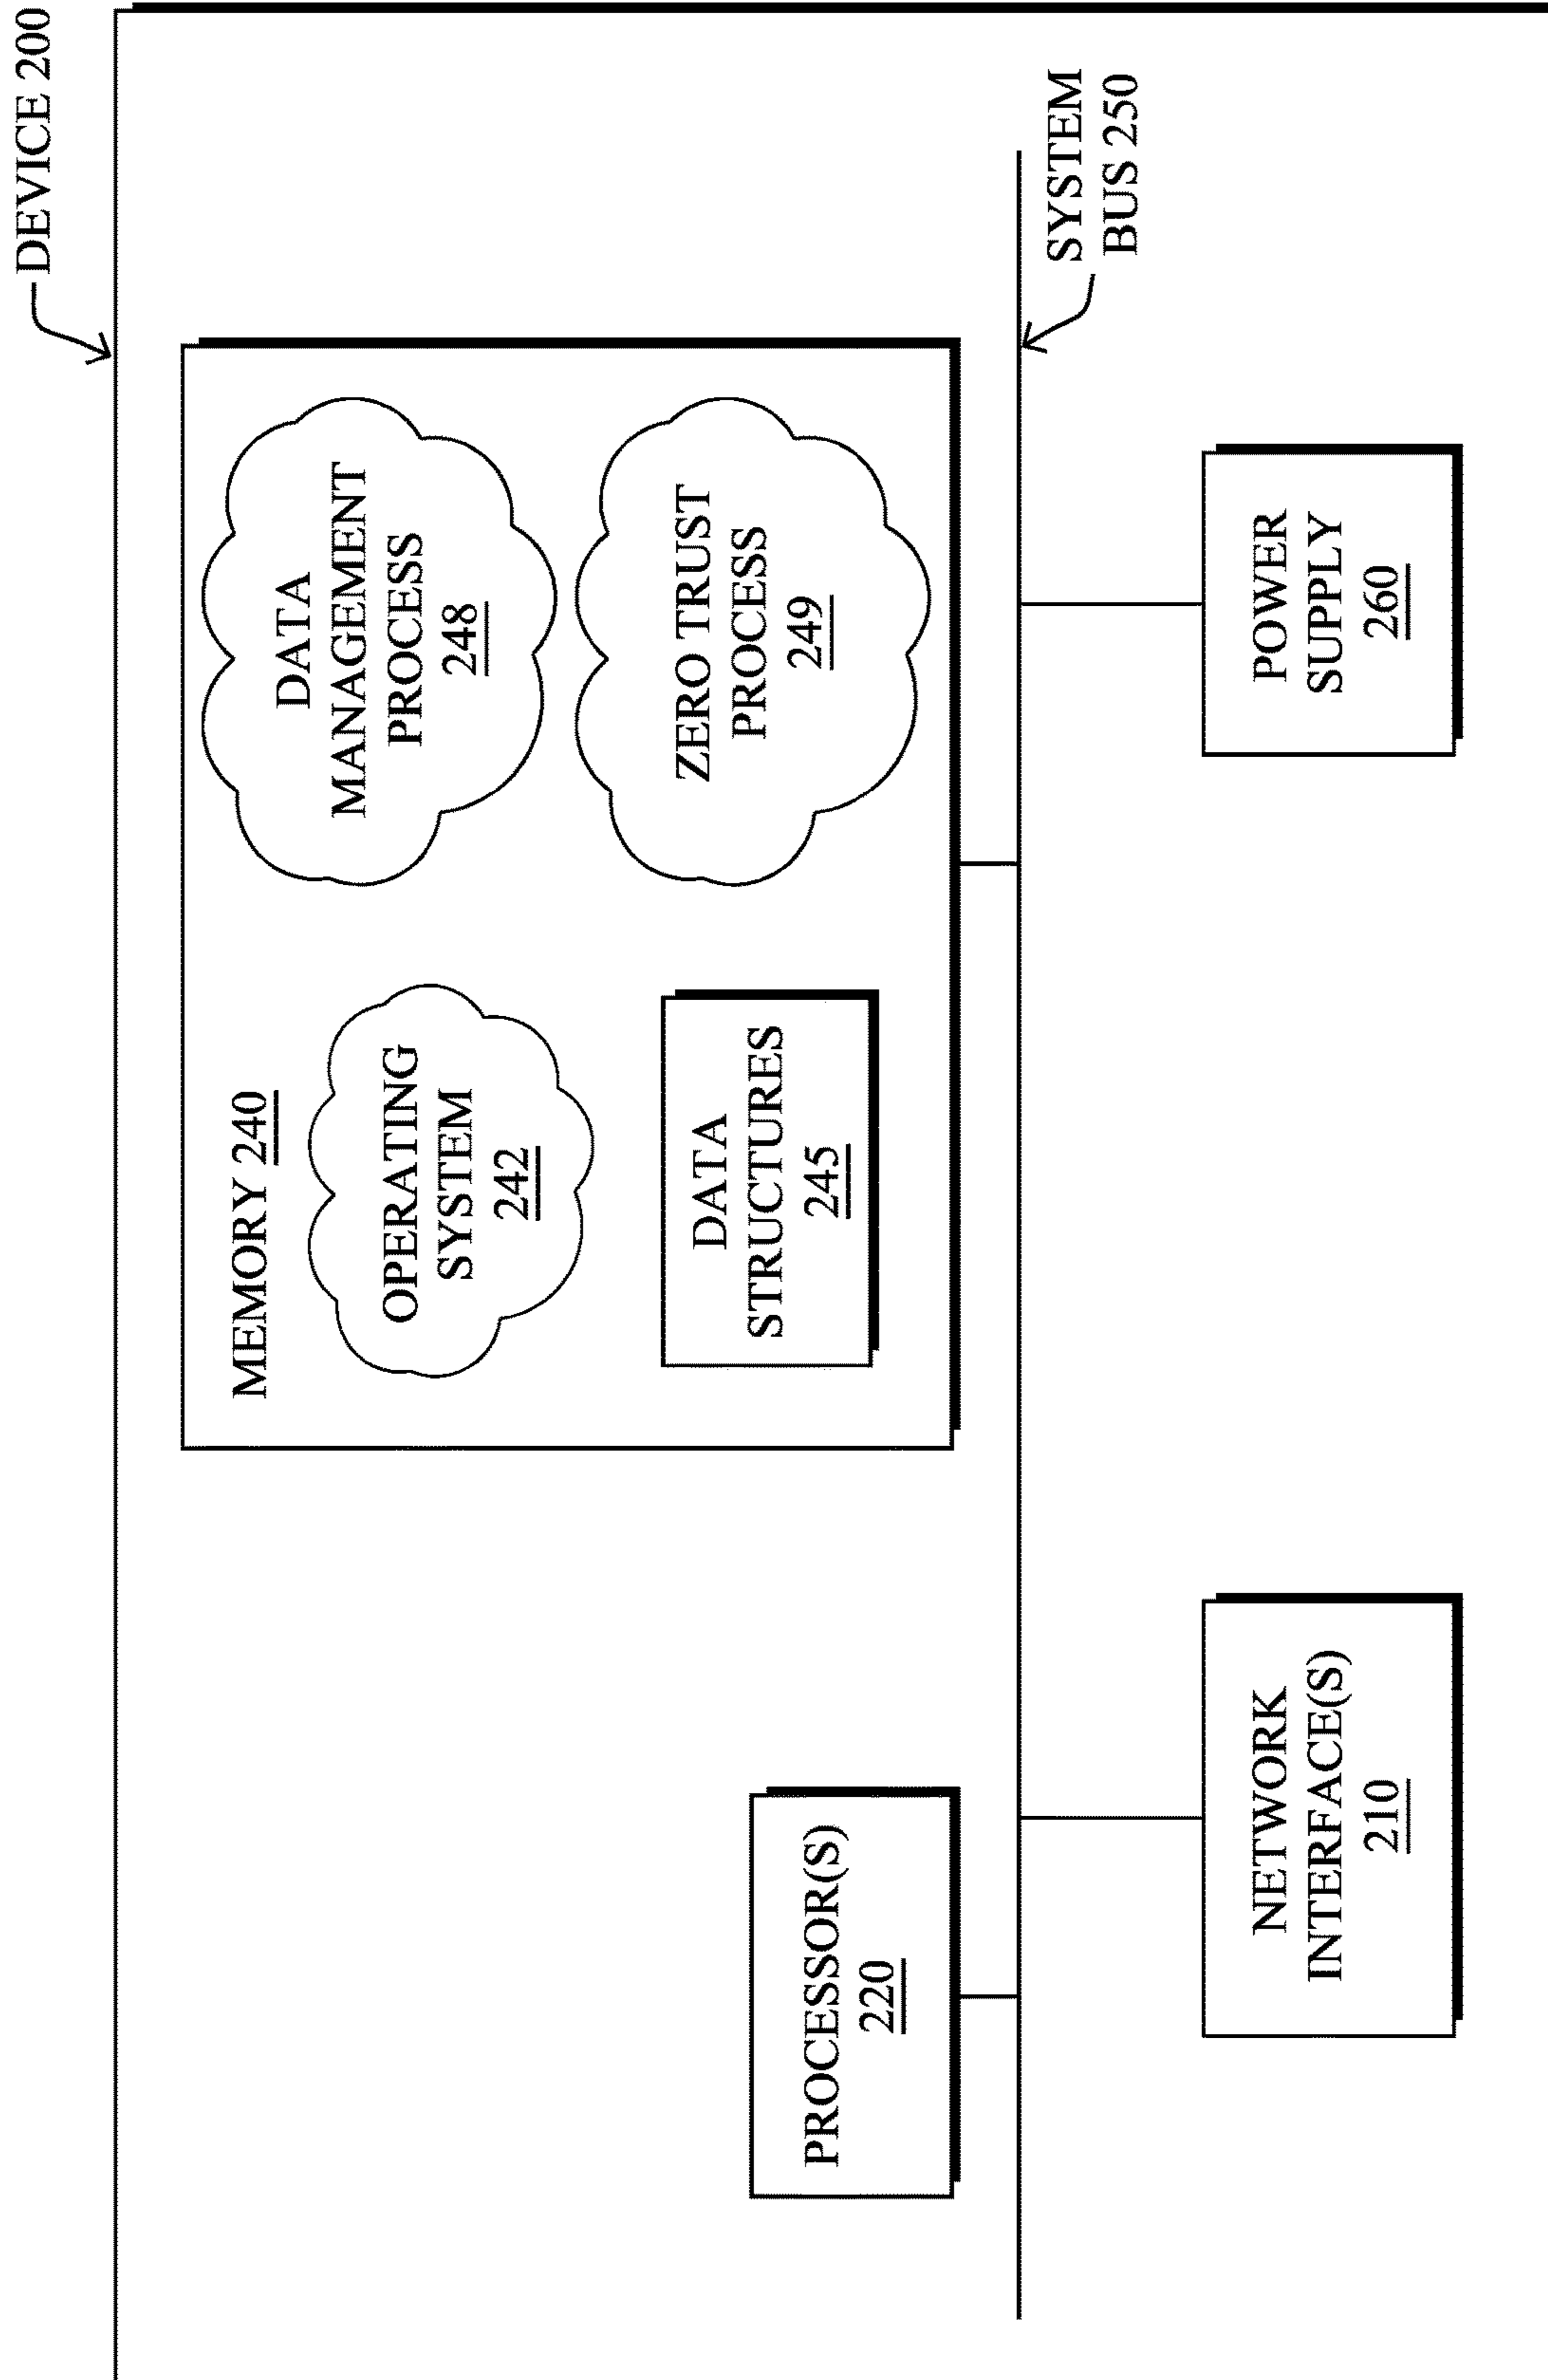 DEVICE 200
MEMORY 240
OPERATING
SYSTEM
242
DATA
STRUCTURES
245
DATA
MANAGEMENT
PROCESS
248
ZERO TRUST
PROCESS
249
PROCESSOR(S)
220
SYSTEM
BUS 250
NETWORK
INTERFACE(S)
210
POWER
SUPPLY
260